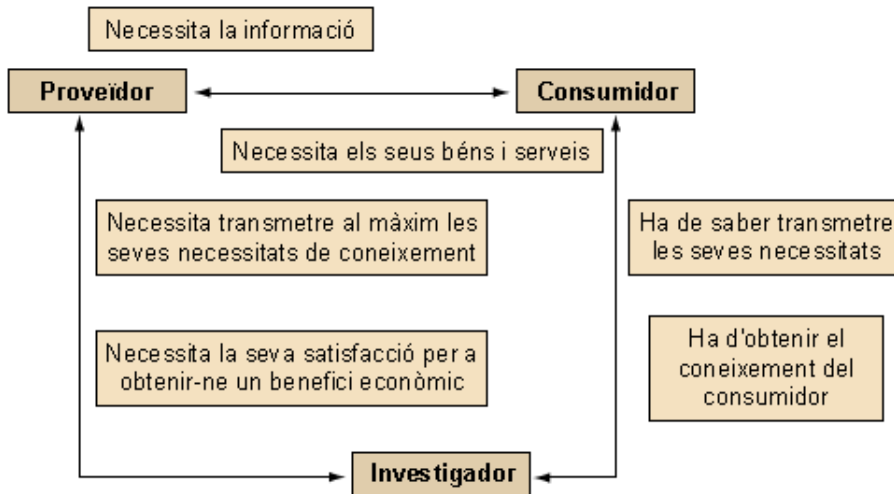 Necessita la informació
Proveïdor
Consumidor
Necessita els seus béns i serveis
Necessita transmetre al màxim les
seves necessitats de coneixement
Ha de saber transmetre
les seves necessitats
Necessita la seva satisfacció per a
obtenir-ne un benefici econòmic
Ha d'obtenir el
coneixement del
consumidor
Investigador